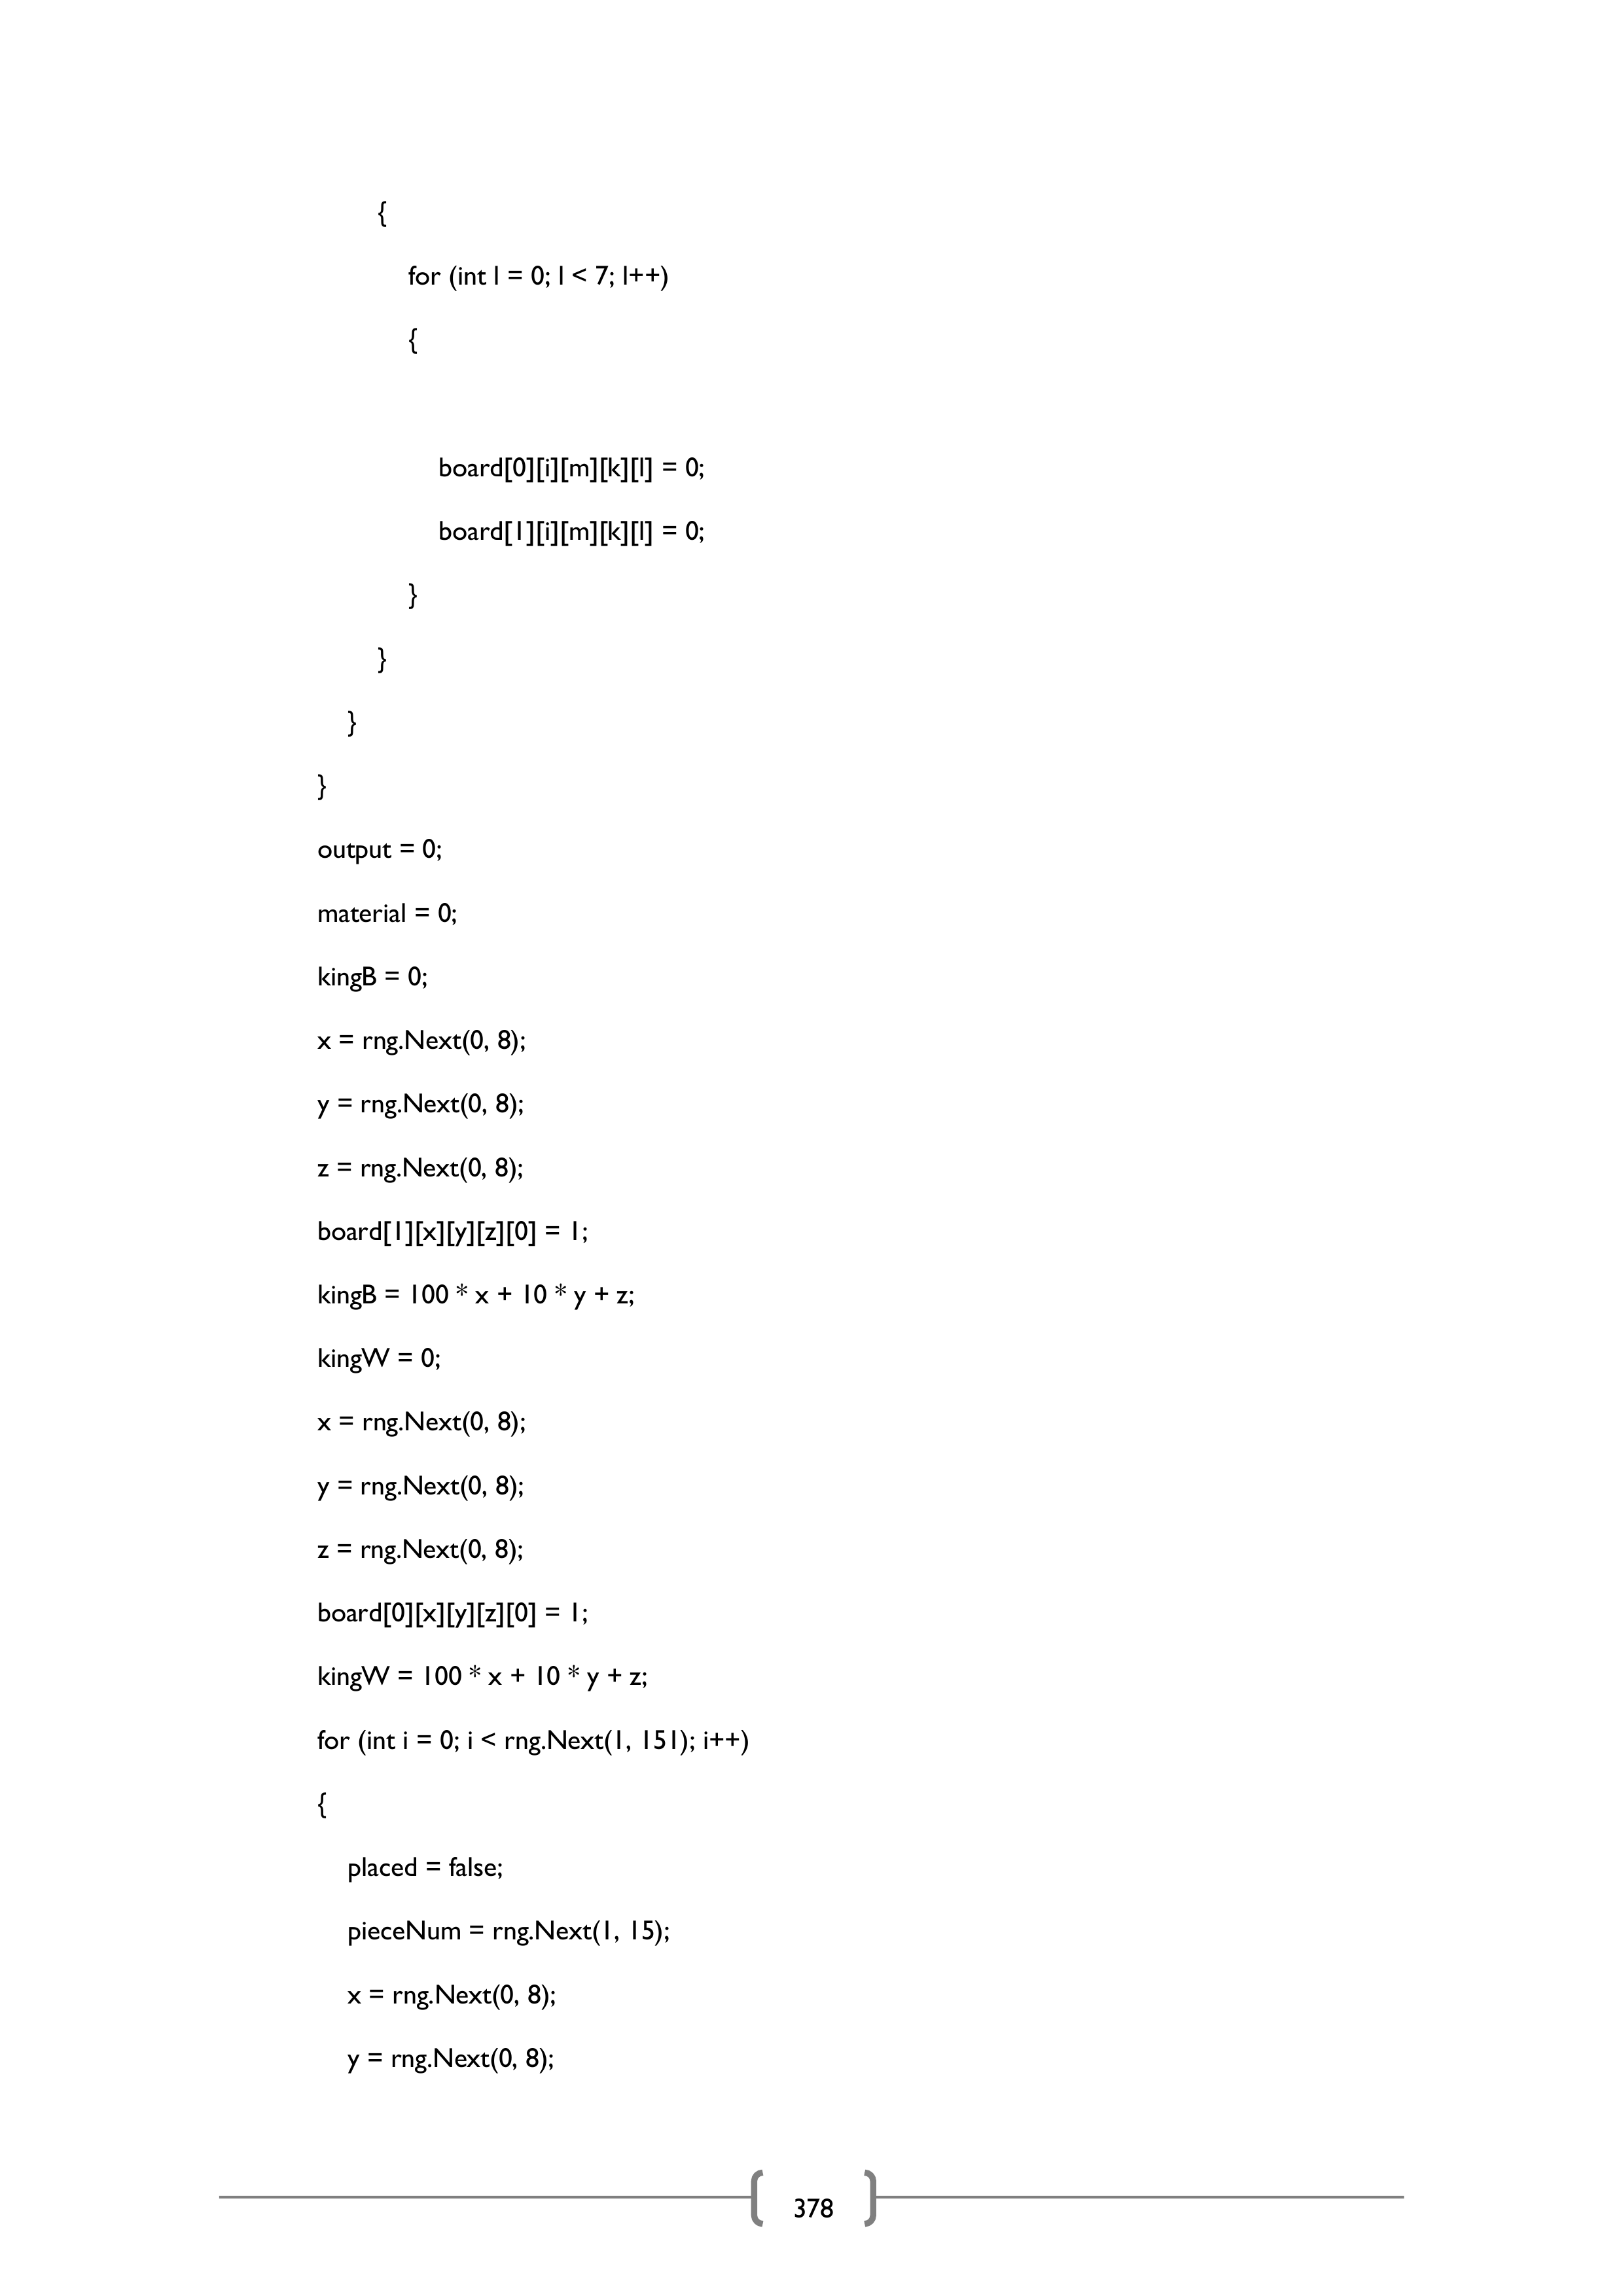 {
for (int l = 0; l < 7; l++)
{
board[0][i][m][k][l] = 0;
board[1][i][m][k][l] = 0;
}
}
}
}
output = 0;
material = 0;
kingB = 0;
x = rng.Next(0, 8);
y = rng.Next(0, 8);
z = rng.Next(0, 8);
board[1][x][y][z][0] = 1;
kingB = 100 * x + 10 * y + z;
kingW = 0;
x = rng.Next(0, 8);
y = rng.Next(0, 8);
z = rng.Next(0, 8);
board[0][x][y][z][0] = 1;
kingW = 100 * x + 10 * y + z;
for (int i = 0; i < rng.Next(1, 151); i++)
{
placed = false;
pieceNum = rng.Next(1, 15);
x = rng.Next(0, 8);
y = rng.Next(0, 8);
378